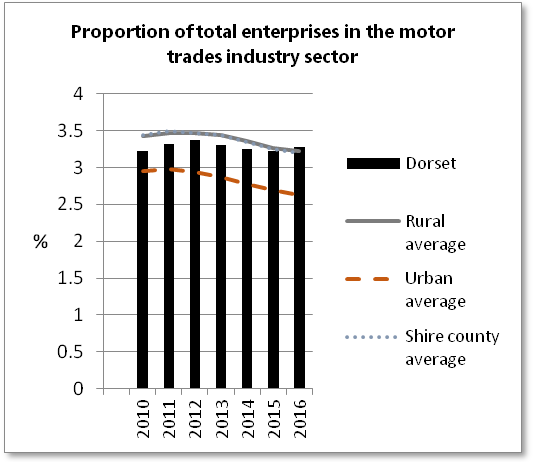 Proportion of total enterprises in the motor
trades industry sector
4
3.5
3
2.5
2
1.5
1
0.5
0
%
2010
2011
2012
2013
2014
2015
2016
Dorset
Rural
average
Urban
average
Shire county
average